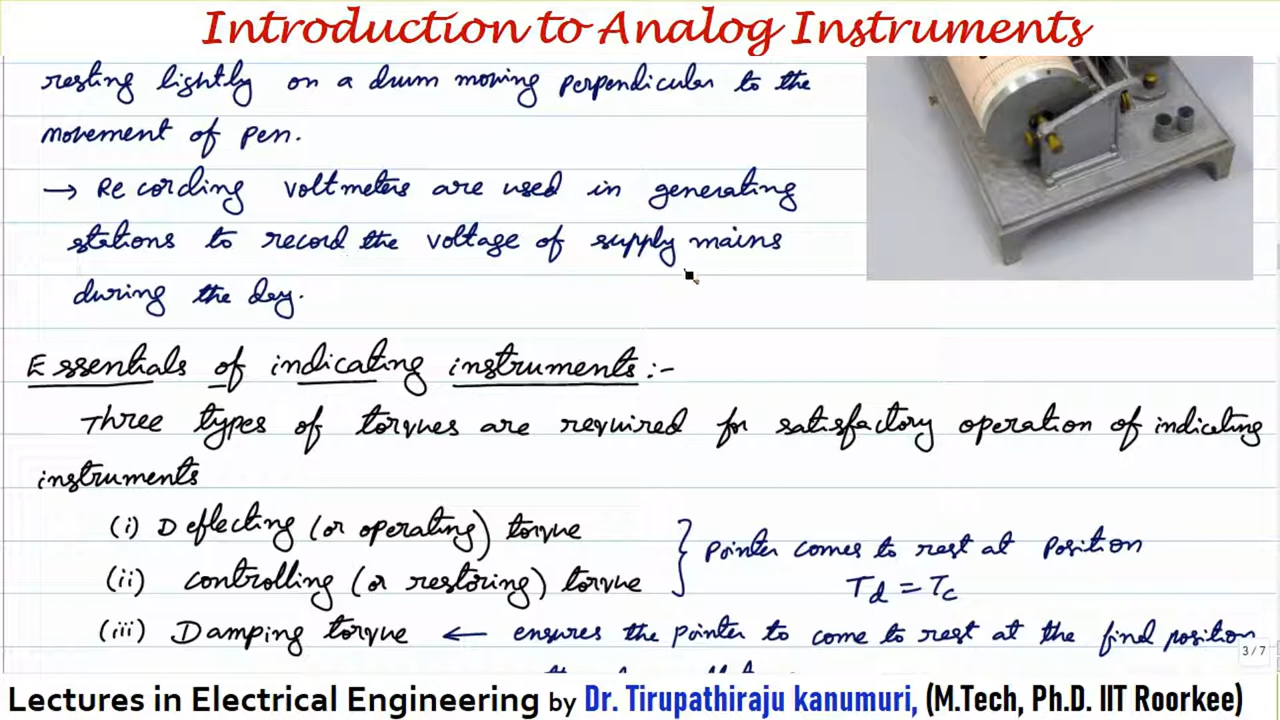 Introduction to Analog Instruments
resting lightly on a drum moving perpendicular to the
movement of pen.
→ Recording voltmeters are used in generating
stations to record the voltage of supply mains
during the day.
Essentials of indicating instruments :-
Three types of torques are required for satisfactory operation of indicating
instruments
(i) Deflecting (or operating) torque
(ii) controlling (or restoring) torque
} pointer comes to rest at position
Td = Tc
(iii) Damping torque ← ensures the pointer to come to rest at the final position
3 / 7
Lectures in Electrical Engineering by Dr. Tirupathiraju kanumuri, (M.Tech, Ph.D. IIT Roorkee)